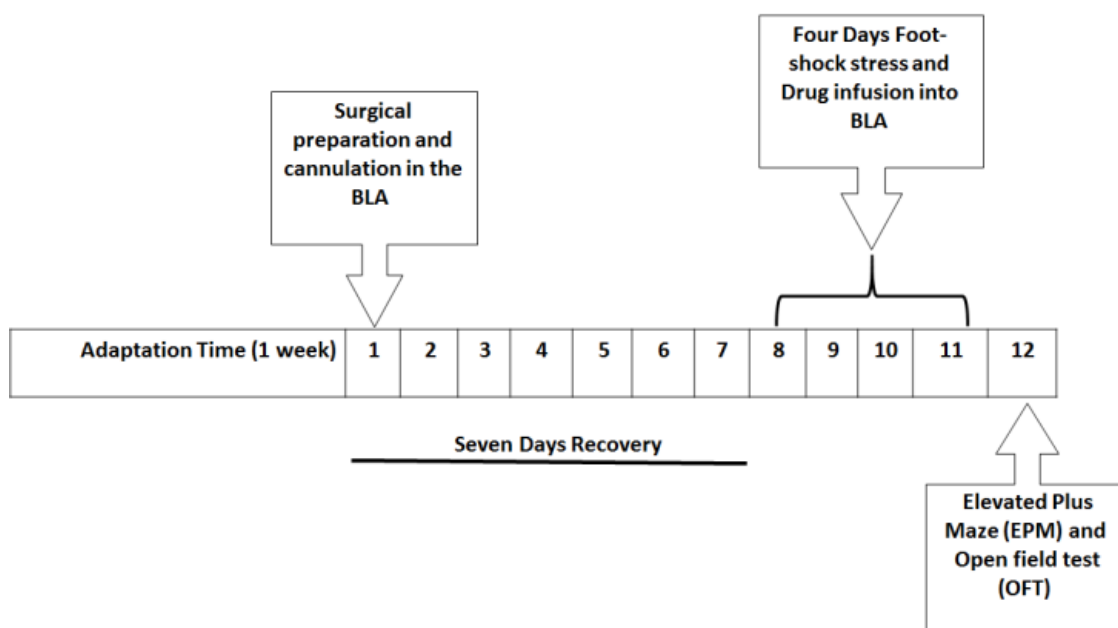 Surgical
preparation and
cannulation in the
BLA
Four Days Foot-
shock stress and
Drug infusion into
BLA
Adaptation Time (1 week) 1 2 3 4 5 6 7 8 9 10 11 12
Seven Days Recovery
Elevated Plus
Maze (EPM) and
Open field test
(OFT)